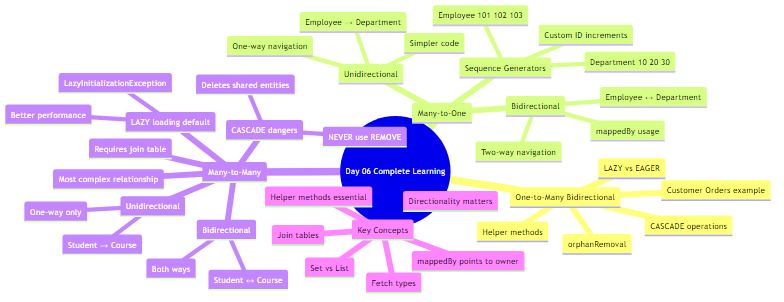 Day 06 Complete Learning
Many-to-One
Unidirectional
Employee → Department
One-way navigation
Simpler code
Sequence Generators
Employee 101 102 103
Custom ID increments
Department 10 20 30
Bidirectional
Employee ↔ Department
mappedBy usage
Two-way navigation
One-to-Many Bidirectional
LAZY vs EAGER
Customer Orders example
CASCADE operations
orphanRemoval
Helper methods
Key Concepts
Helper methods essential
Directionality matters
Join tables
Set vs List
Fetch types
mappedBy points to owner
Many-to-Many
LAZY loading default
LazyInitializationException
Better performance
CASCADE dangers
Deletes shared entities
NEVER use REMOVE
Requires join table
Most complex relationship
Unidirectional
One-way only
Student → Course
Bidirectional
Both ways
Student ↔ Course